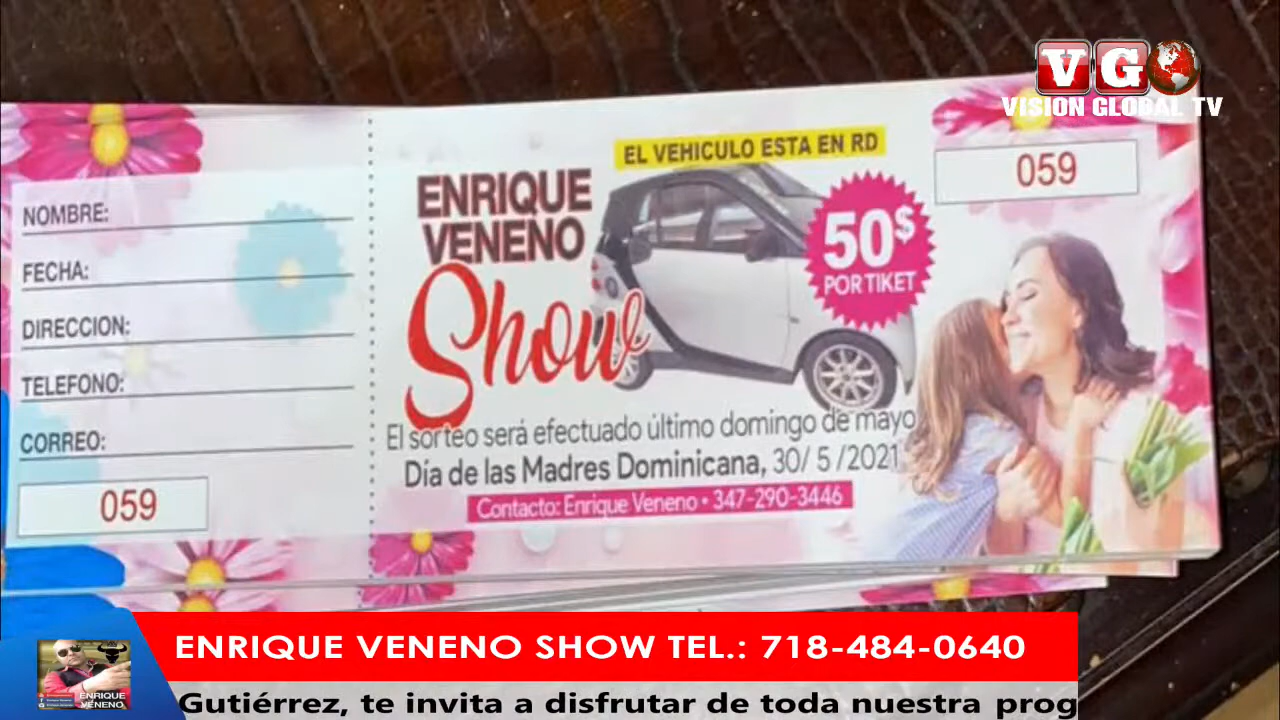 VG
VISION GLOBAL TV
EL VEHICULO ESTA EN RD
059
ENRIQUE
VENENO
Show
50$
POR TIKET
NOMBRE:
FECHA:
DIRECCION:
TELEFONO:
CORREO:
059
El sorteo será efectuado último domingo de mayo
Día de las Madres Dominicana, 30/ 5 /2021
Contacto: Enrique Veneno • 347-290-3446
ENRIQUE VENENO SHOW TEL.: 718-484-0640
ENRIQUE
VENENO
Gutiérrez, te invita a disfrutar de toda nuestra prog